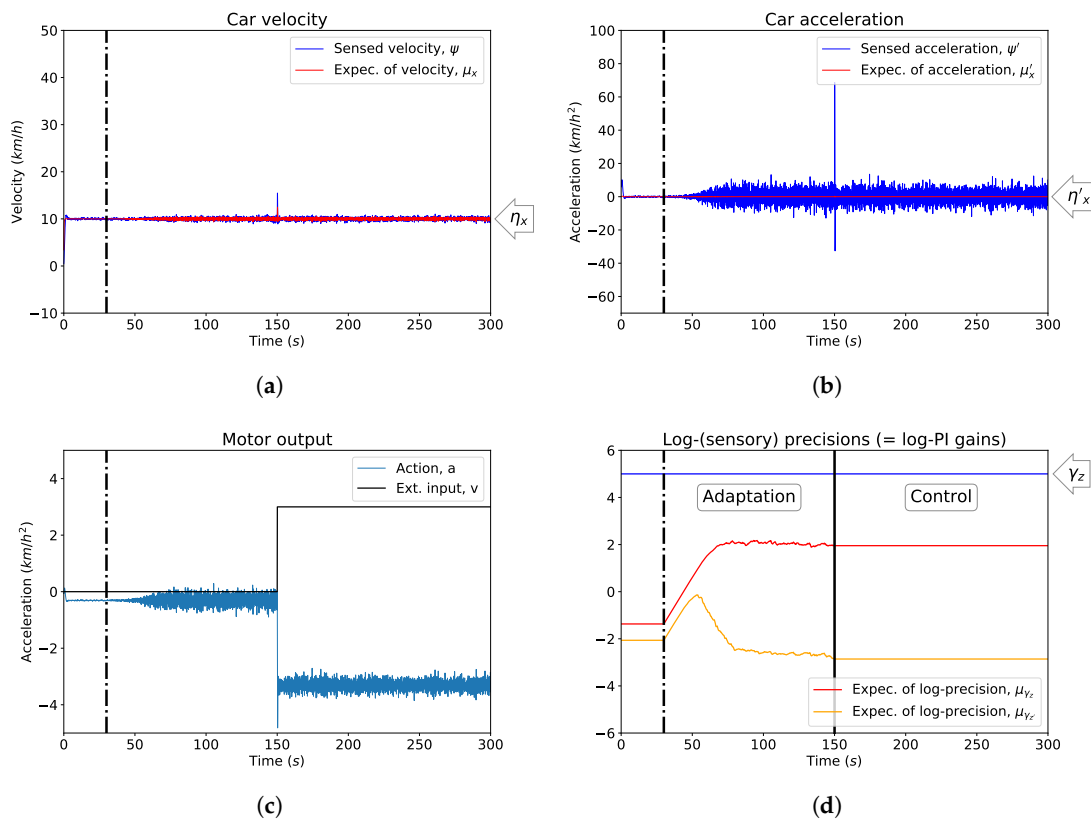 Car velocity
50
40
30
20
10
0
−10
Velocity (km/h)
Sensed velocity, ψ
Expec. of velocity, μₓ
ηₓ
0 50 100 150 200 250 300
Time (s)
(a)
Car acceleration
100
80
60
40
20
0
−20
−40
−60
Acceleration (km/h²)
Sensed acceleration, ψ′
Expec. of acceleration, μ′ₓ
η′ₓ
0 50 100 150 200 250 300
Time (s)
(b)
Motor output
4
2
0
−2
−4
Acceleration (km/h²)
Action, a
Ext. input, v
0 50 100 150 200 250 300
Time (s)
(c)
Log-(sensory) precisions (= log-PI gains)
6
4
2
0
−2
−4
−6
γ_z
Adaptation
Control
Expec. of log-precision, μ_γ_z
Expec. of log-precision, μ_γ_z′
0 50 100 150 200 250 300
Time (s)
(d)